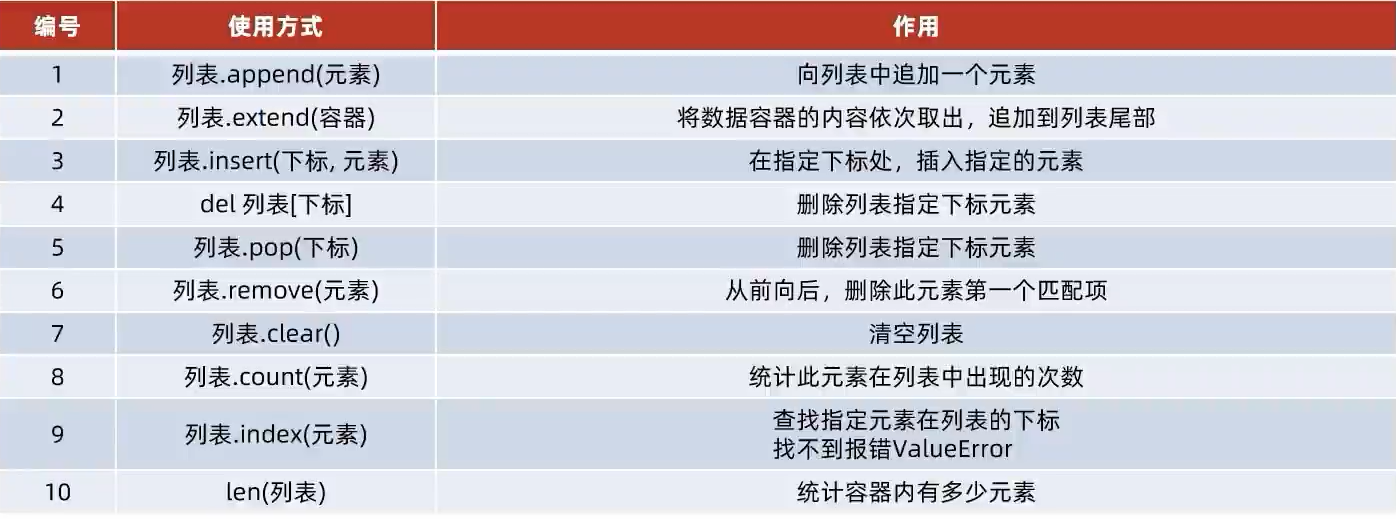 编号 使用方式 作用
1 列表.append(元素) 向列表中追加一个元素
2 列表.extend(容器) 将数据容器的内容依次取出，追加到列表尾部
3 列表.insert(下标, 元素) 在指定下标处，插入指定的元素
4 del 列表[下标] 删除列表指定下标元素
5 列表.pop(下标) 删除列表指定下标元素
6 列表.remove(元素) 从前向后，删除此元素第一个匹配项
7 列表.clear() 清空列表
8 列表.count(元素) 统计此元素在列表中出现的次数
9 列表.index(元素) 查找指定元素在列表的下标
找不到报错ValueError
10 len(列表) 统计容器内有多少元素